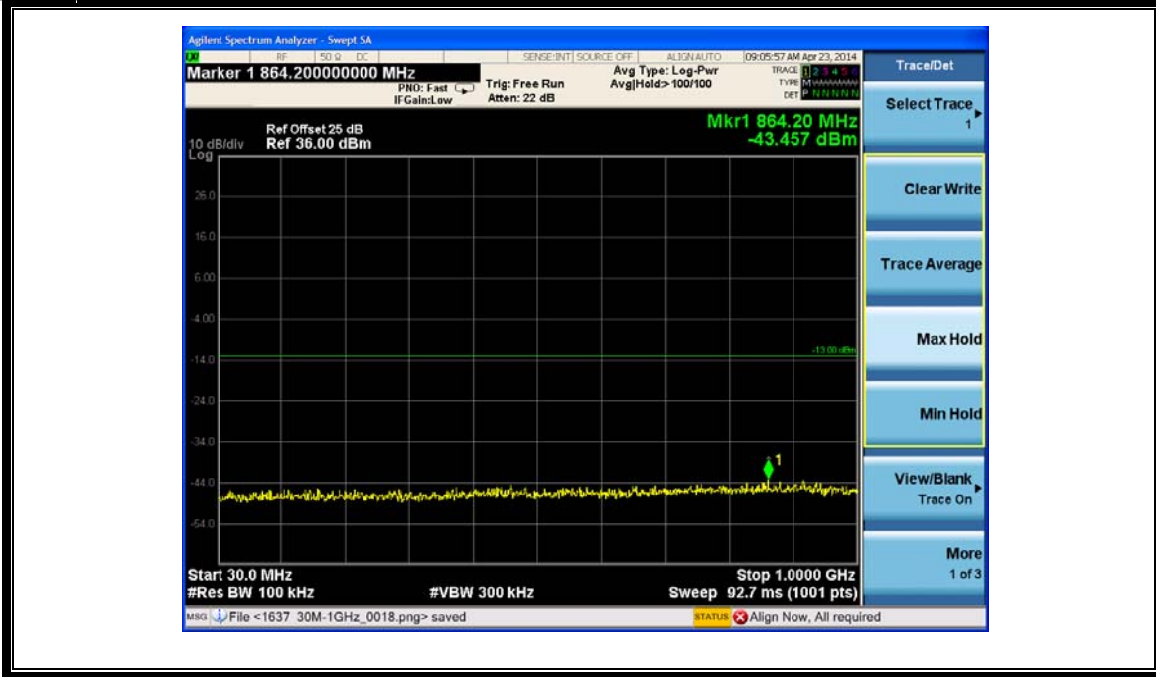 Agilent Spectrum Analyzer - Swept SA
RF 50 Ω DC SENSE:INT SOURCE OFF ALIGN AUTO 09:05:57 AM Apr 23, 2014
Marker 1 864.200000000 MHz
PNO: Fast
IFGain:Low
Trig: Free Run
Atten: 22 dB
Avg Type: Log-Pwr
Avg|Hold>100/100
TRACE 1 2 3 4 5 6
TYPE M
DET P N N N N N
Mkr1 864.20 MHz
-43.457 dBm
Ref Offset 25 dB
10 dB/div Ref 36.00 dBm
Log
26.0
16.0
6.00
-4.00
-13.00 dBm
-14.0
-24.0
-34.0
1
-44.0
-54.0
Start 30.0 MHz Stop 1.0000 GHz
#Res BW 100 kHz #VBW 300 kHz Sweep 92.7 ms (1001 pts)
MSG File <1637 30M-1GHz_0018.png> saved STATUS Align Now, All required
Trace/Det
Select Trace
1
Clear Write
Trace Average
Max Hold
Min Hold
View/Blank
Trace On
More
1 of 3